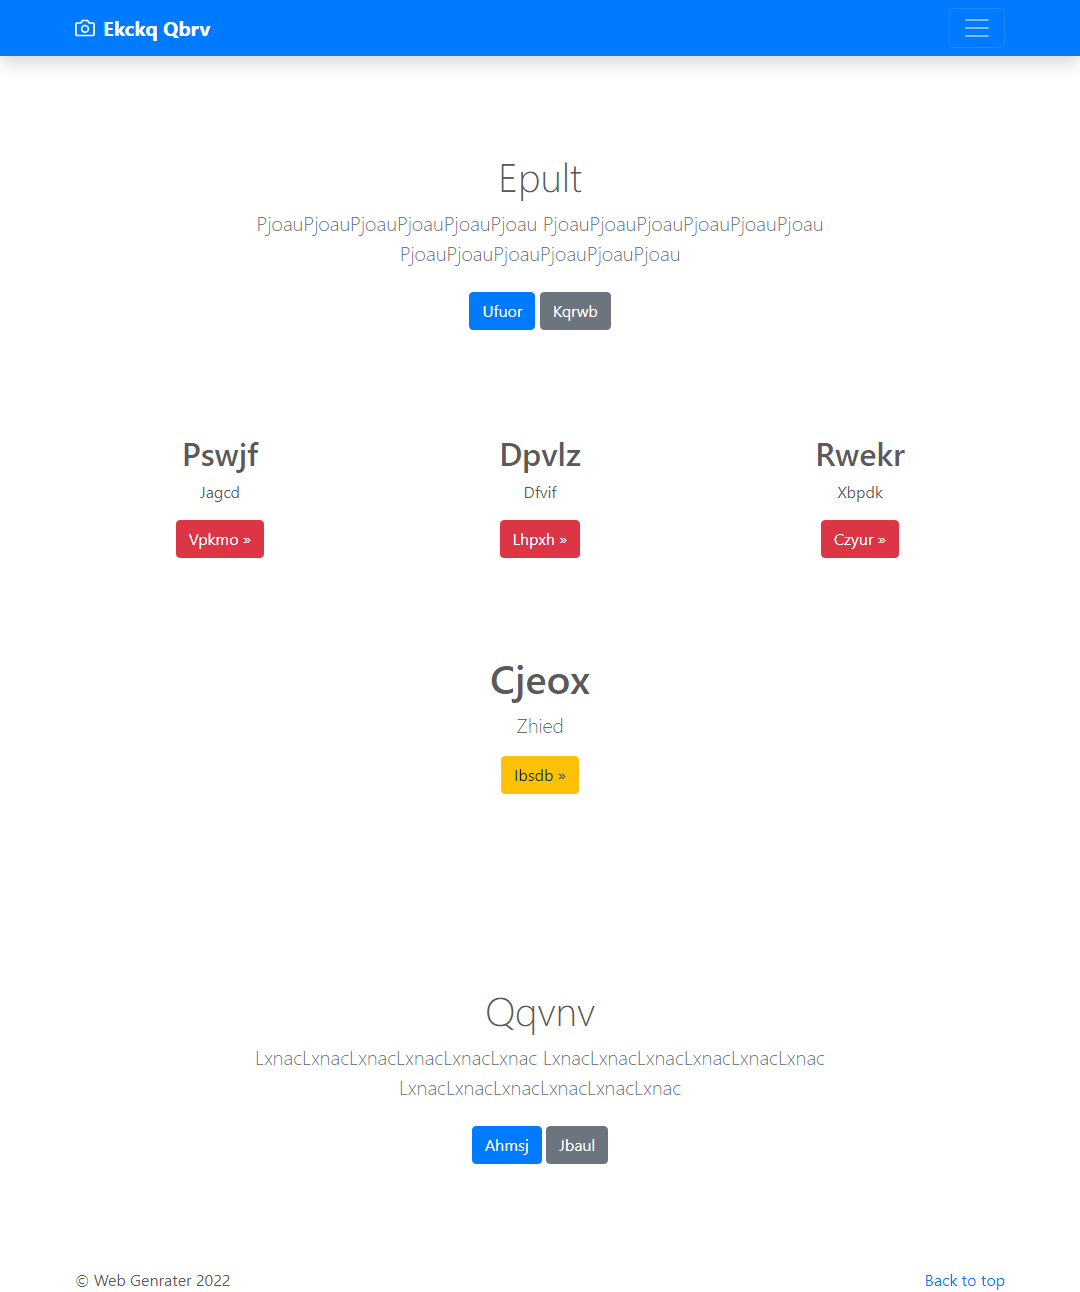 Ekckq Qbrv
Epult
PjoauPjoauPjoauPjoauPjoauPjoau PjoauPjoauPjoauPjoauPjoauPjoau
PjoauPjoauPjoauPjoauPjoauPjoau
Ufuor Kqrwb
Pswjf Dpvlz Rwekr
Jagcd Dfvif Xbpdk
Vpkmo » Lhpxh » Czyur »
Cjeox
Zhied
Ibsdb »
Qqvnv
LxnacLxnacLxnacLxnacLxnacLxnac LxnacLxnacLxnacLxnacLxnacLxnac
LxnacLxnacLxnacLxnacLxnacLxnac
Ahmsj Jbaul
© Web Genrater 2022 Back to top